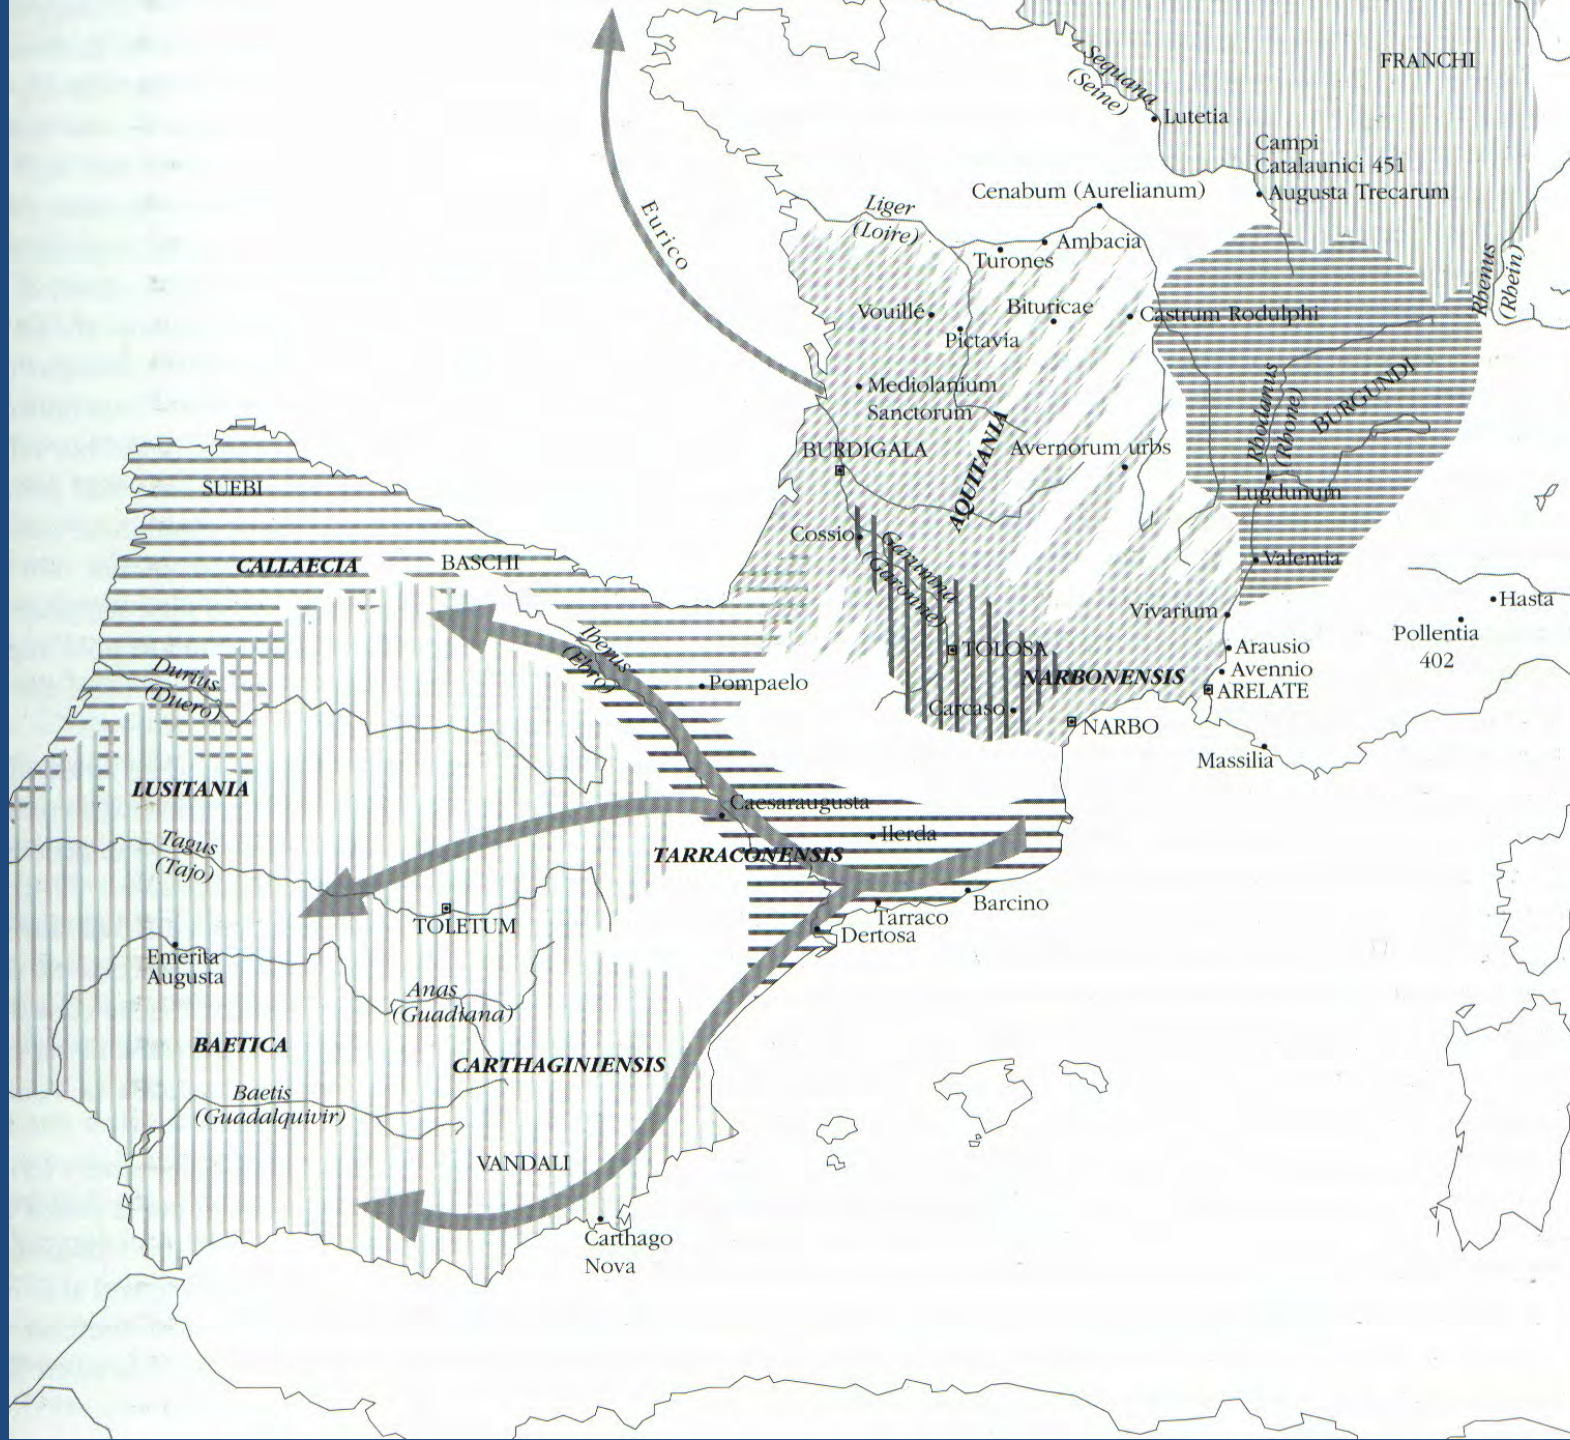 FRANCHI
Sequana
(Seine)
Lutetia
Campi
Catalaunici 451
Augusta Trecarum
Cenabum (Aurelianum)
Liger
(Loire)
Ambacia
Turones
Eurico
Rhenus
(Rhein)
Vouillé
Bituricae
Castrum Rodulphi
Pictavia
Mediolanium
Sanctorum
Rhodanus
(Rhone)
BURGUNDI
BURDIGALA
AQUITANIA
Avernorum urbs
Lugdunum
SUEBI
Cossio
Garunna
(Garonne)
CALLAECIA
BASCHI
Valentia
Hasta
Vivarium
Pollentia
402
Iberus
(Ebro)
TOLOSA
Arausio
Avennio
NARBONENSIS
ARELATE
Durius
(Duero)
Pompaelo
Carcaso
NARBO
Massilia
LUSITANIA
Caesaraugusta
Ilerda
Tagus
(Tajo)
TARRACONENSIS
Barcino
Tarraco
TOLETUM
Dertosa
Emerita
Augusta
Anas
(Guadiana)
BAETICA
CARTHAGINIENSIS
Baetis
(Guadalquivir)
VANDALI
Carthago
Nova